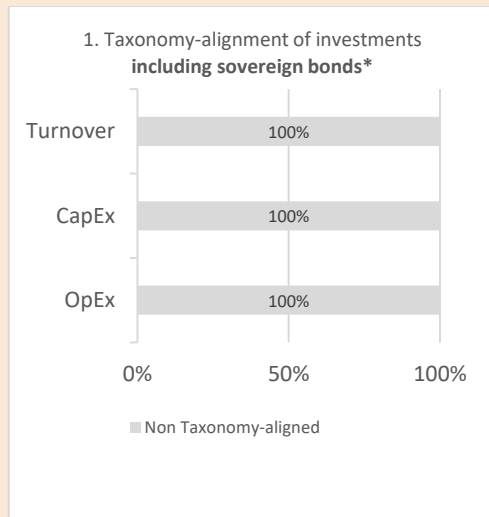 1. Taxonomy-alignment of investments
including sovereign bonds*
Turnover
100%
CapEx
100%
OpEx
100%
0% 50% 100%
Non Taxonomy-aligned